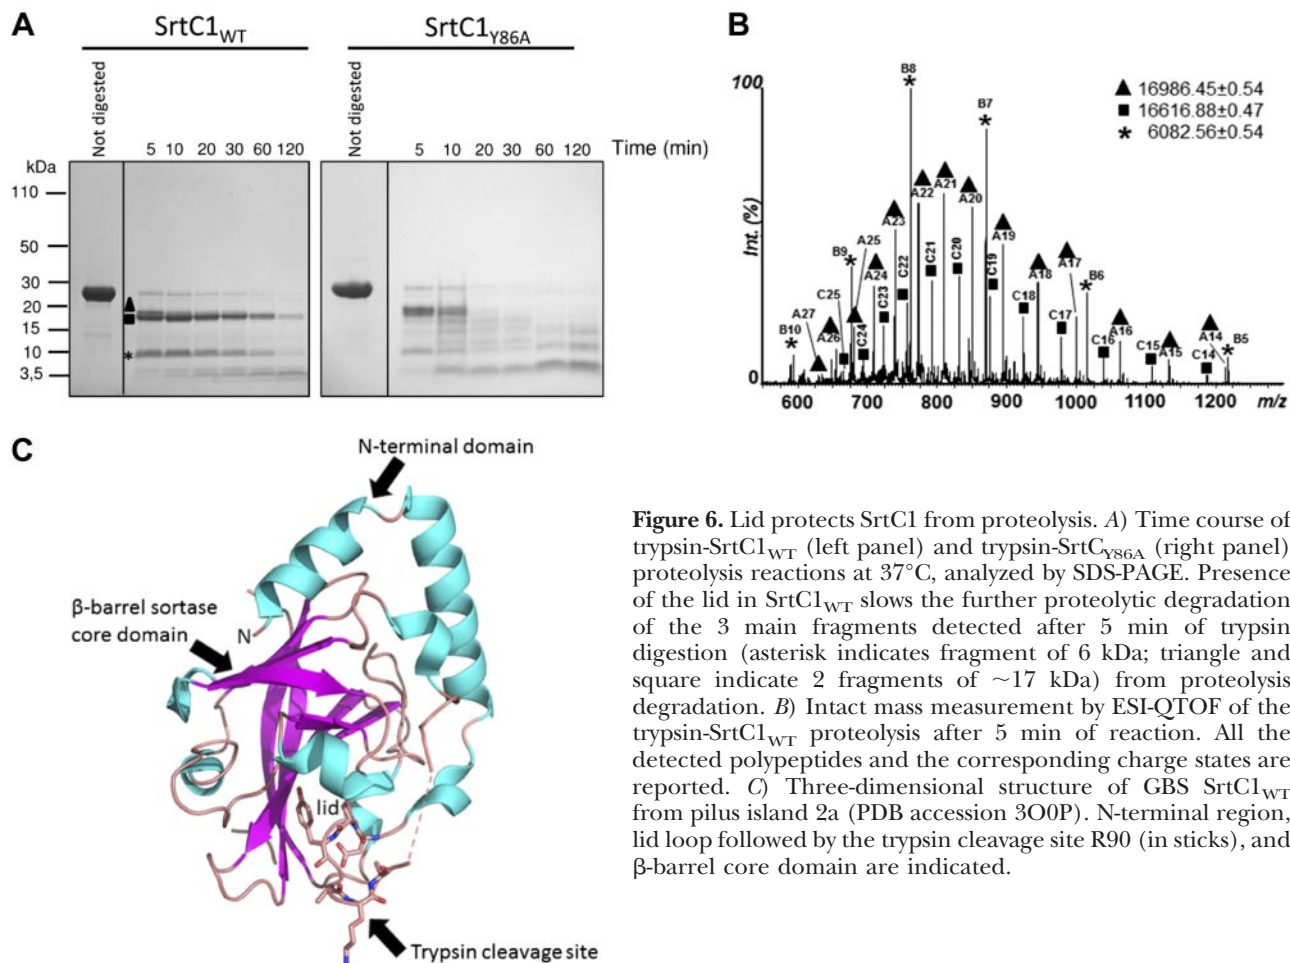 A
SrtC1WT
SrtC1Y86A
Not digested
Not digested
5 10 20 30 60 120
5 10 20 30 60 120
Time (min)
kDa
110
50
30
20
15
10
3,5
B
100
Int. (%)
0
B8
B7
▲ 16986.45±0.54
■ 16616.88±0.47
* 6082.56±0.54
A22
A21
A20
A23
A19
A25
B9
A24
C22
C21
C20
C19
A18
A17
B6
C25
C23
C18
A27
C17
B10
A26
C24
A16
C16
C15
A15
A14
C14
B5
600 700 800 900 1000 1100 1200 m/z
C
N-terminal domain
β-barrel sortase
core domain
N
lid
Trypsin cleavage site
Figure 6. Lid protects SrtC1 from proteolysis. A) Time course of
trypsin-SrtC1WT (left panel) and trypsin-SrtCY86A (right panel)
proteolysis reactions at 37°C, analyzed by SDS-PAGE. Presence
of the lid in SrtC1WT slows the further proteolytic degradation
of the 3 main fragments detected after 5 min of trypsin
digestion (asterisk indicates fragment of 6 kDa; triangle and
square indicate 2 fragments of ~17 kDa) from proteolysis
degradation. B) Intact mass measurement by ESI-QTOF of the
trypsin-SrtC1WT proteolysis after 5 min of reaction. All the
detected polypeptides and the corresponding charge states are
reported. C) Three-dimensional structure of GBS SrtC1WT
from pilus island 2a (PDB accession 3O0P). N-terminal region,
lid loop followed by the trypsin cleavage site R90 (in sticks), and
β-barrel core domain are indicated.